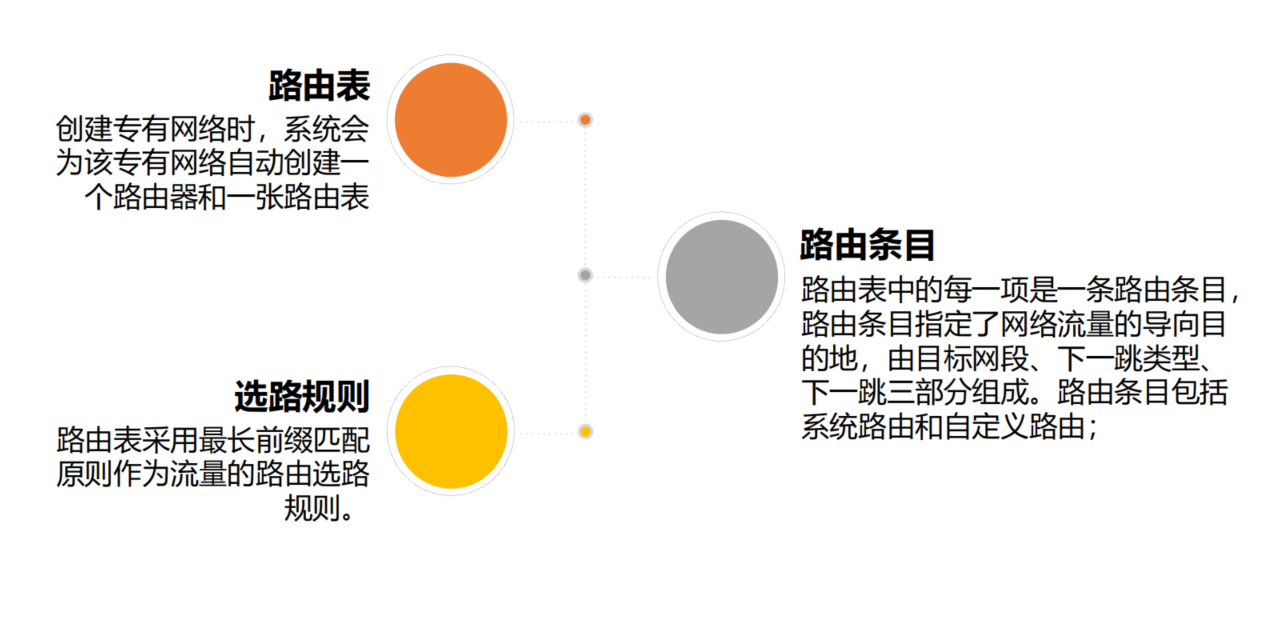 路由表
创建专有网络时，系统会
为该专有网络自动创建一
个路由器和一张路由表
路由条目
路由表中的每一项是一条路由条目，
路由条目指定了网络流量的导向目
的地，由目标网段、下一跳类型、
下一跳三部分组成。路由条目包括
系统路由和自定义路由；
选路规则
路由表采用最长前缀匹配
原则作为流量的路由选路
规则。